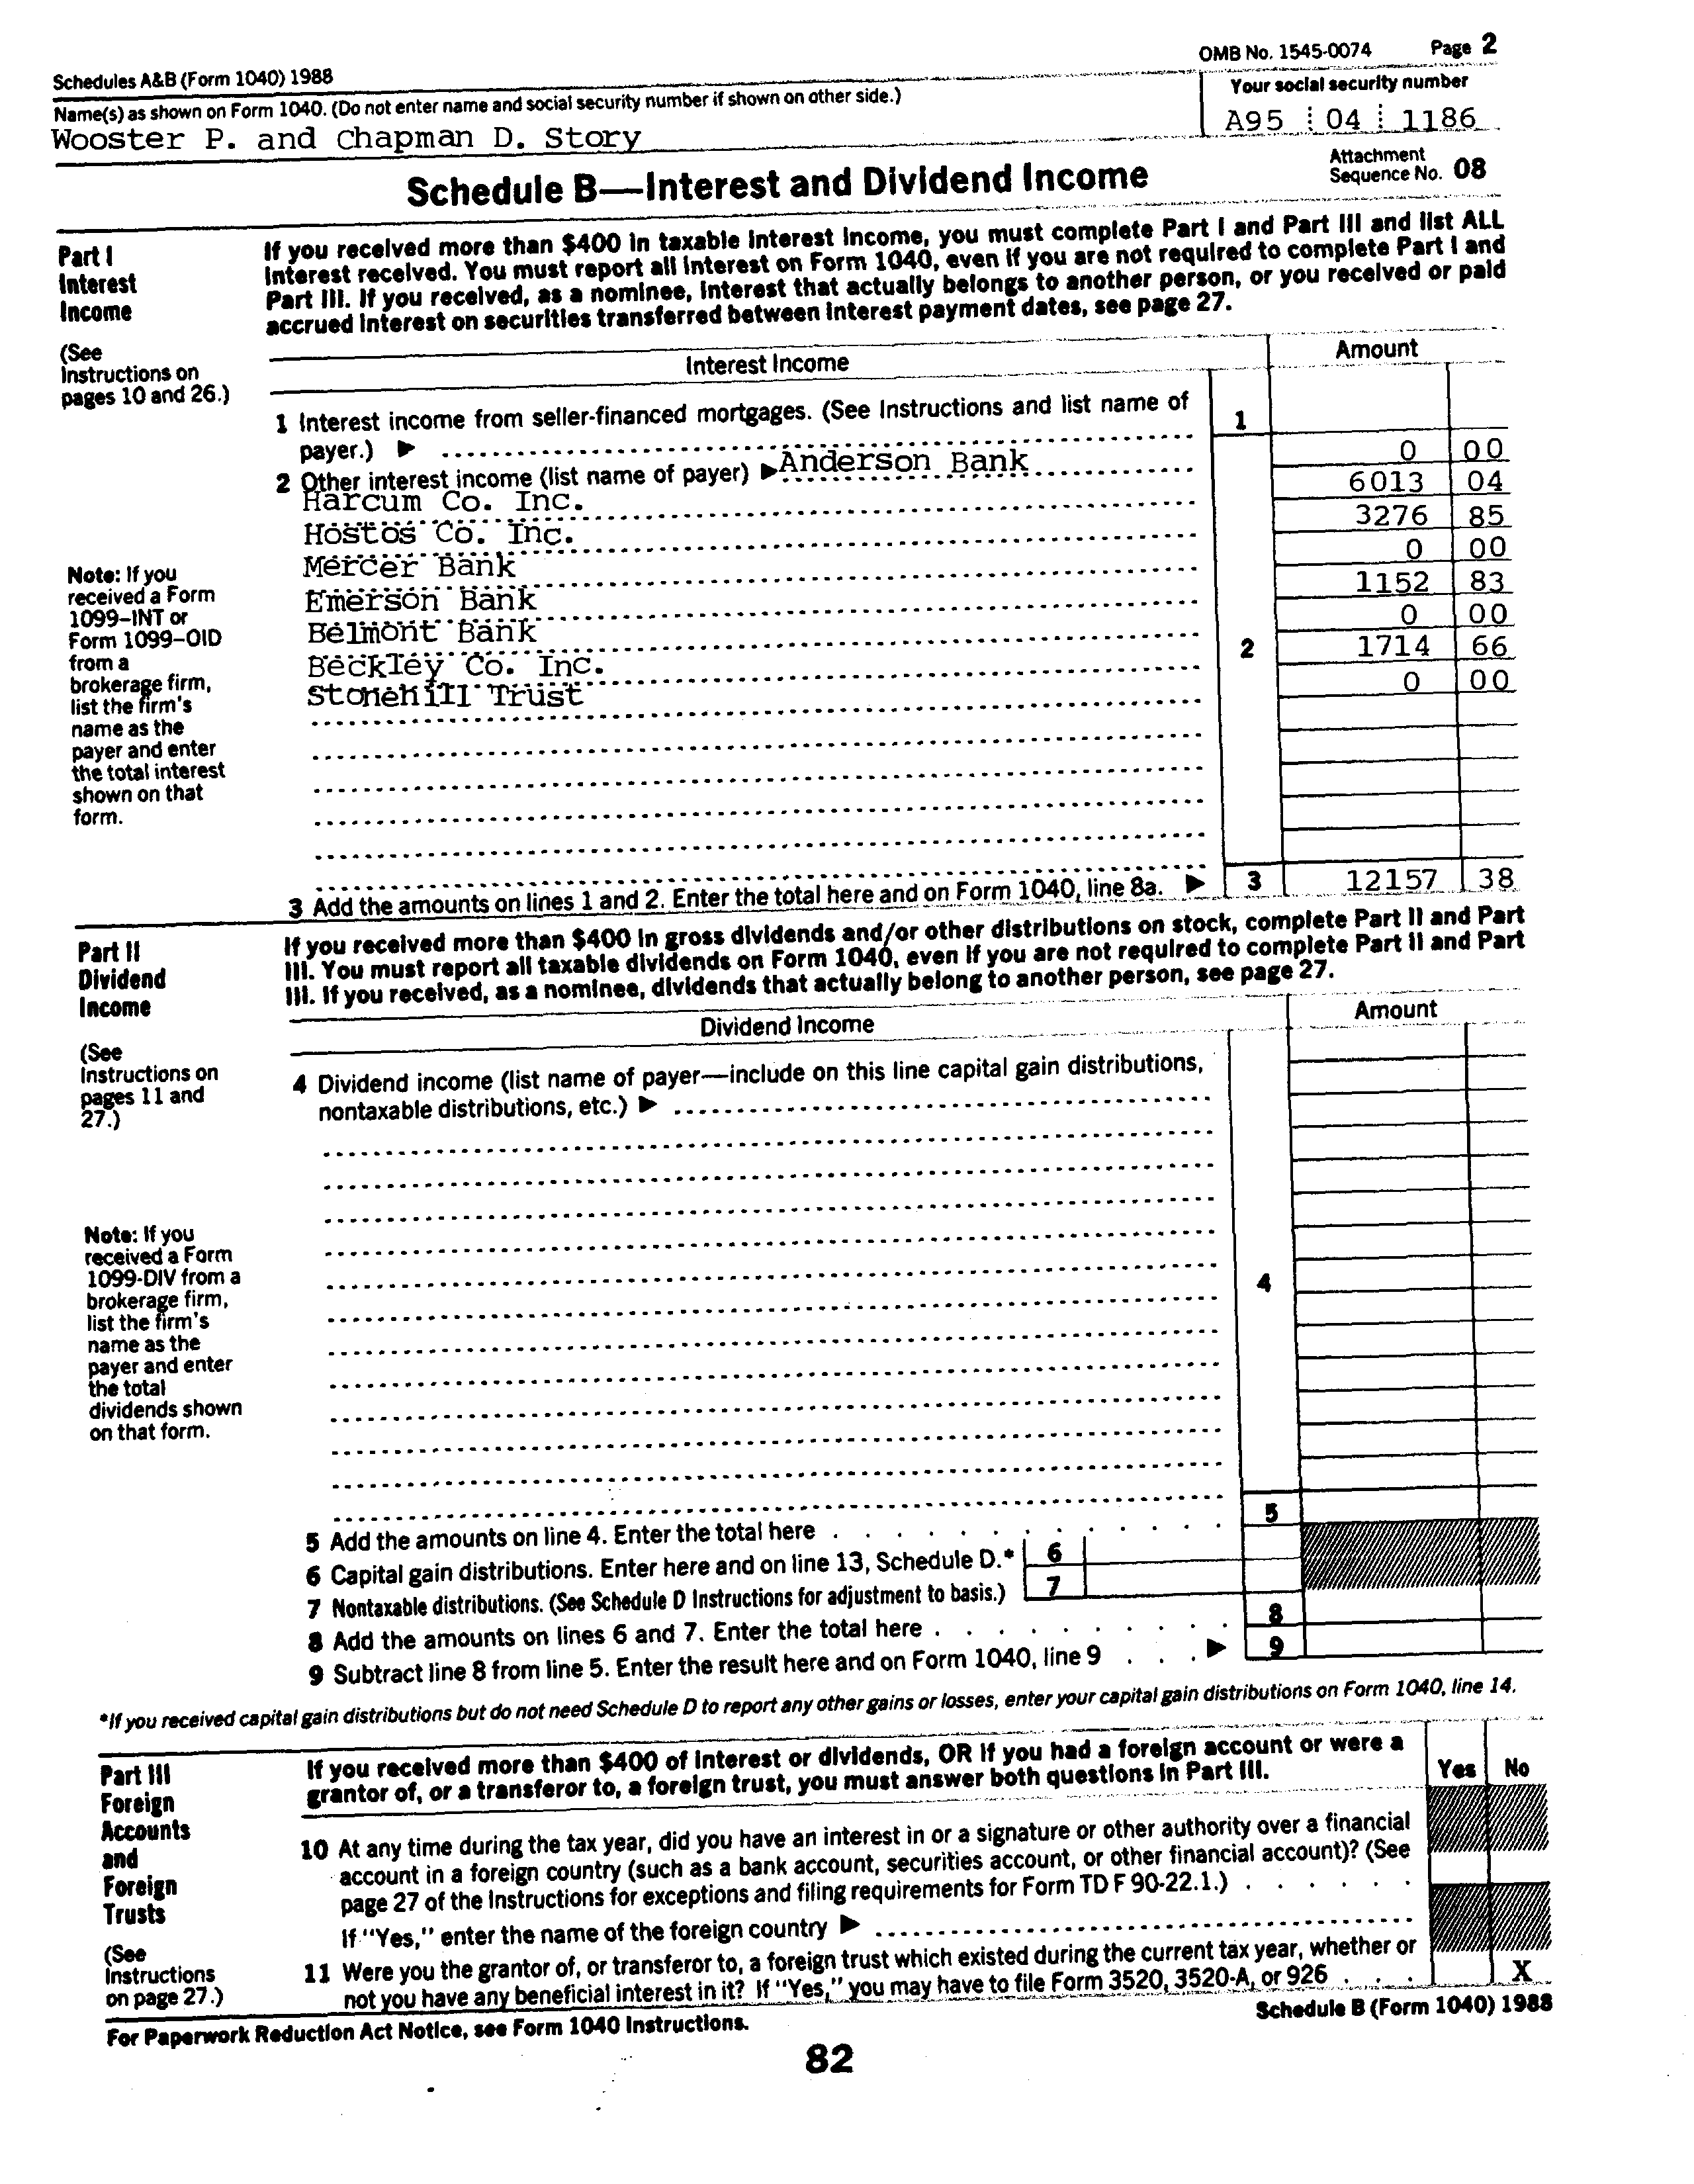 Schedules A&B (Form 1040) 1988
OMB No. 1545-0074 Page 2
Name(s) as shown on Form 1040. (Do not enter name and social security number if shown on other side.)
Your social security number
Wooster P. and Chapman D. Story
A95 04 1186
Schedule B—Interest and Dividend Income
Attachment
Sequence No. 08
Part I
Interest
Income
(See
Instructions on
pages 10 and 26.)
If you received more than $400 in taxable interest income, you must complete Part I and Part III and list ALL
interest received. You must report all interest on Form 1040, even if you are not required to complete Part I and
Part III. If you received, as a nominee, interest that actually belongs to another person, or you received or paid
accrued interest on securities transferred between interest payment dates, see page 27.
Interest Income
Amount
1 Interest income from seller-financed mortgages. (See Instructions and list name of
payer.) ▶
1
2 Other interest income (list name of payer) ▶ Anderson Bank 0 00
Harcum Co. Inc. 6013 04
Hostos Co. Inc. 3276 85
Mercer Bank 0 00
Emerson Bank 1152 83
Belmont Bank 0 00
Beckley Co. Inc. 1714 66
Stonehill Trust 0 00
2
Note: If you
received a Form
1099–INT or
Form 1099–OID
from a
brokerage firm,
list the firm's
name as the
payer and enter
the total interest
shown on that
form.
3 Add the amounts on lines 1 and 2. Enter the total here and on Form 1040, line 8a. ▶ 3 12157 38
Part II
Dividend
Income
(See
Instructions on
pages 11 and
27.)
If you received more than $400 in gross dividends and/or other distributions on stock, complete Part II and Part
III. You must report all taxable dividends on Form 1040, even if you are not required to complete Part II and Part
III. If you received, as a nominee, dividends that actually belong to another person, see page 27.
Dividend Income
Amount
4 Dividend income (list name of payer—include on this line capital gain distributions,
nontaxable distributions, etc.) ▶
4
Note: If you
received a Form
1099-DIV from a
brokerage firm,
list the firm's
name as the
payer and enter
the total
dividends shown
on that form.
5 Add the amounts on line 4. Enter the total here 5
6 Capital gain distributions. Enter here and on line 13, Schedule D.* 6
7 Nontaxable distributions. (See Schedule D Instructions for adjustment to basis.) 7
8 Add the amounts on lines 6 and 7. Enter the total here 8
9 Subtract line 8 from line 5. Enter the result here and on Form 1040, line 9 ▶ 9
*If you received capital gain distributions but do not need Schedule D to report any other gains or losses, enter your capital gain distributions on Form 1040, line 14.
Part III
Foreign
Accounts
and
Foreign
Trusts
(See
Instructions
on page 27.)
If you received more than $400 of interest or dividends, OR if you had a foreign account or were a
grantor of, or a transferor to, a foreign trust, you must answer both questions in Part III.
Yes No
10 At any time during the tax year, did you have an interest in or a signature or other authority over a financial
account in a foreign country (such as a bank account, securities account, or other financial account)? (See
page 27 of the Instructions for exceptions and filing requirements for Form TD F 90-22.1.)
If "Yes," enter the name of the foreign country ▶
11 Were you the grantor of, or transferor to, a foreign trust which existed during the current tax year, whether or
not you have any beneficial interest in it? If "Yes," you may have to file Form 3520, 3520-A, or 926 X
For Paperwork Reduction Act Notice, see Form 1040 Instructions.
Schedule B (Form 1040) 1988
82